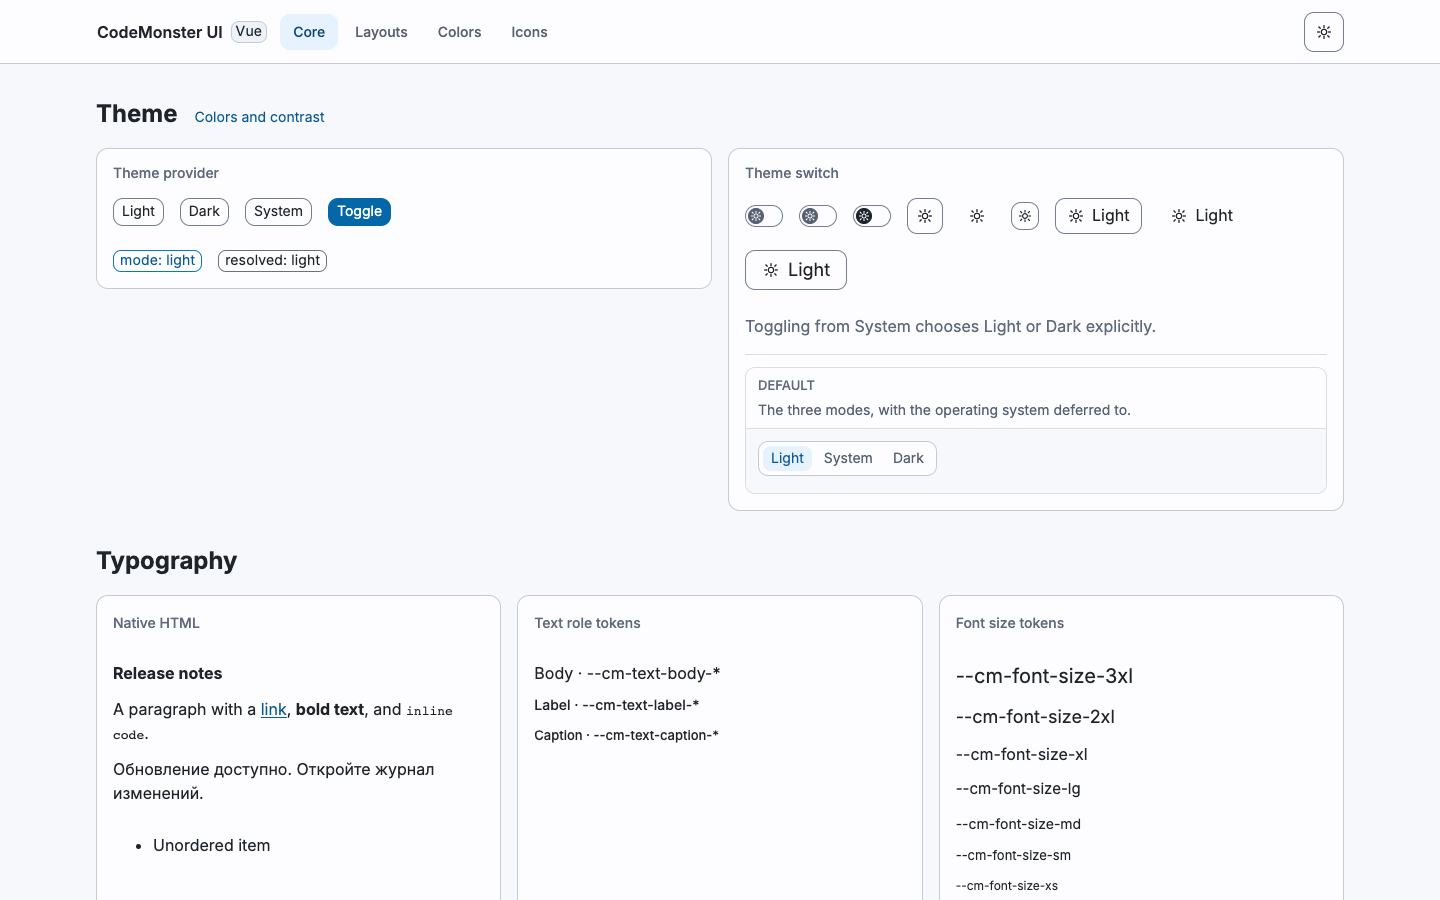 CodeMonster UI Vue Core Layouts Colors Icons
Theme Colors and contrast
Theme provider
Light Dark System Toggle
mode: light resolved: light
Theme switch
Light Light
Light
Toggling from System chooses Light or Dark explicitly.
DEFAULT
The three modes, with the operating system deferred to.
Light System Dark
Typography
Native HTML
Release notes
A paragraph with a link, bold text, and inline
code.
Обновление доступно. Откройте журнал
изменений.
• Unordered item
Text role tokens
Body · --cm-text-body-*
Label · --cm-text-label-*
Caption · --cm-text-caption-*
Font size tokens
--cm-font-size-3xl
--cm-font-size-2xl
--cm-font-size-xl
--cm-font-size-lg
--cm-font-size-md
--cm-font-size-sm
--cm-font-size-xs